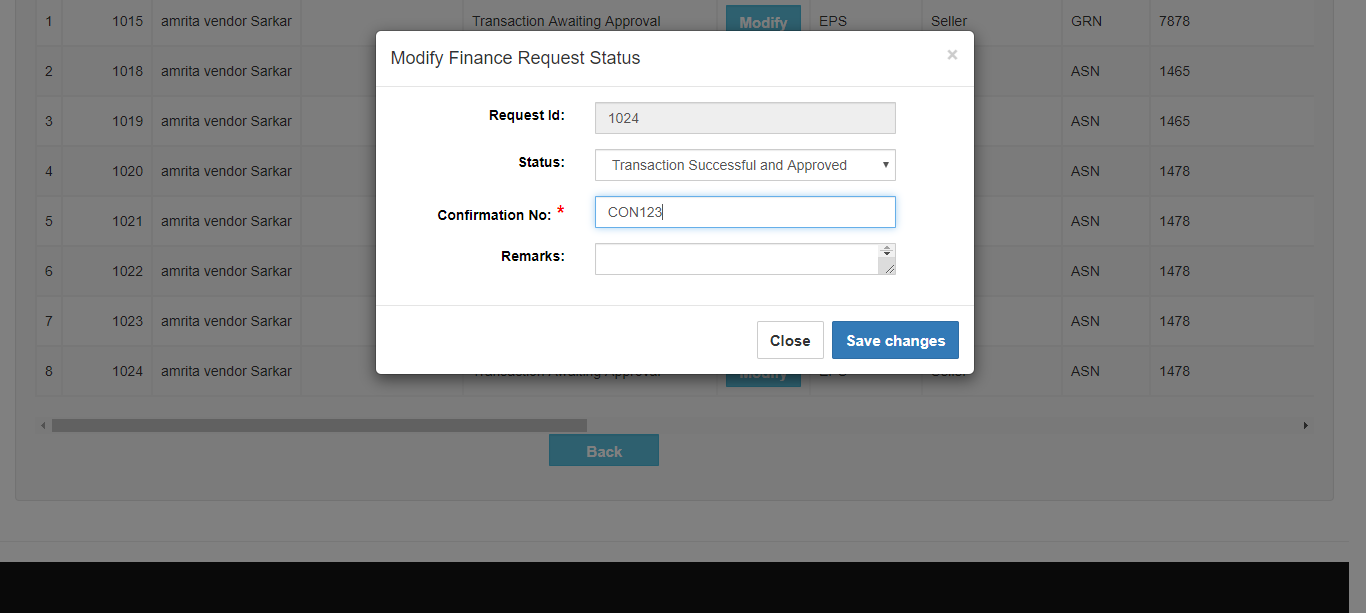 1 1015 amrita vendor Sarkar Transaction Awaiting Approval Modify EPS Seller GRN 7878
Modify Finance Request Status ×
2 1018 amrita vendor Sarkar ASN 1465
Request Id: 1024
3 1019 amrita vendor Sarkar ASN 1465
Status: Transaction Successful and Approved
4 1020 amrita vendor Sarkar ASN 1478
Confirmation No: * CON123
5 1021 amrita vendor Sarkar ASN 1478
Remarks:
6 1022 amrita vendor Sarkar ASN 1478
7 1023 amrita vendor Sarkar ASN 1478
Close Save changes
8 1024 amrita vendor Sarkar Transaction Awaiting Approval Modify EPS Seller ASN 1478
Back